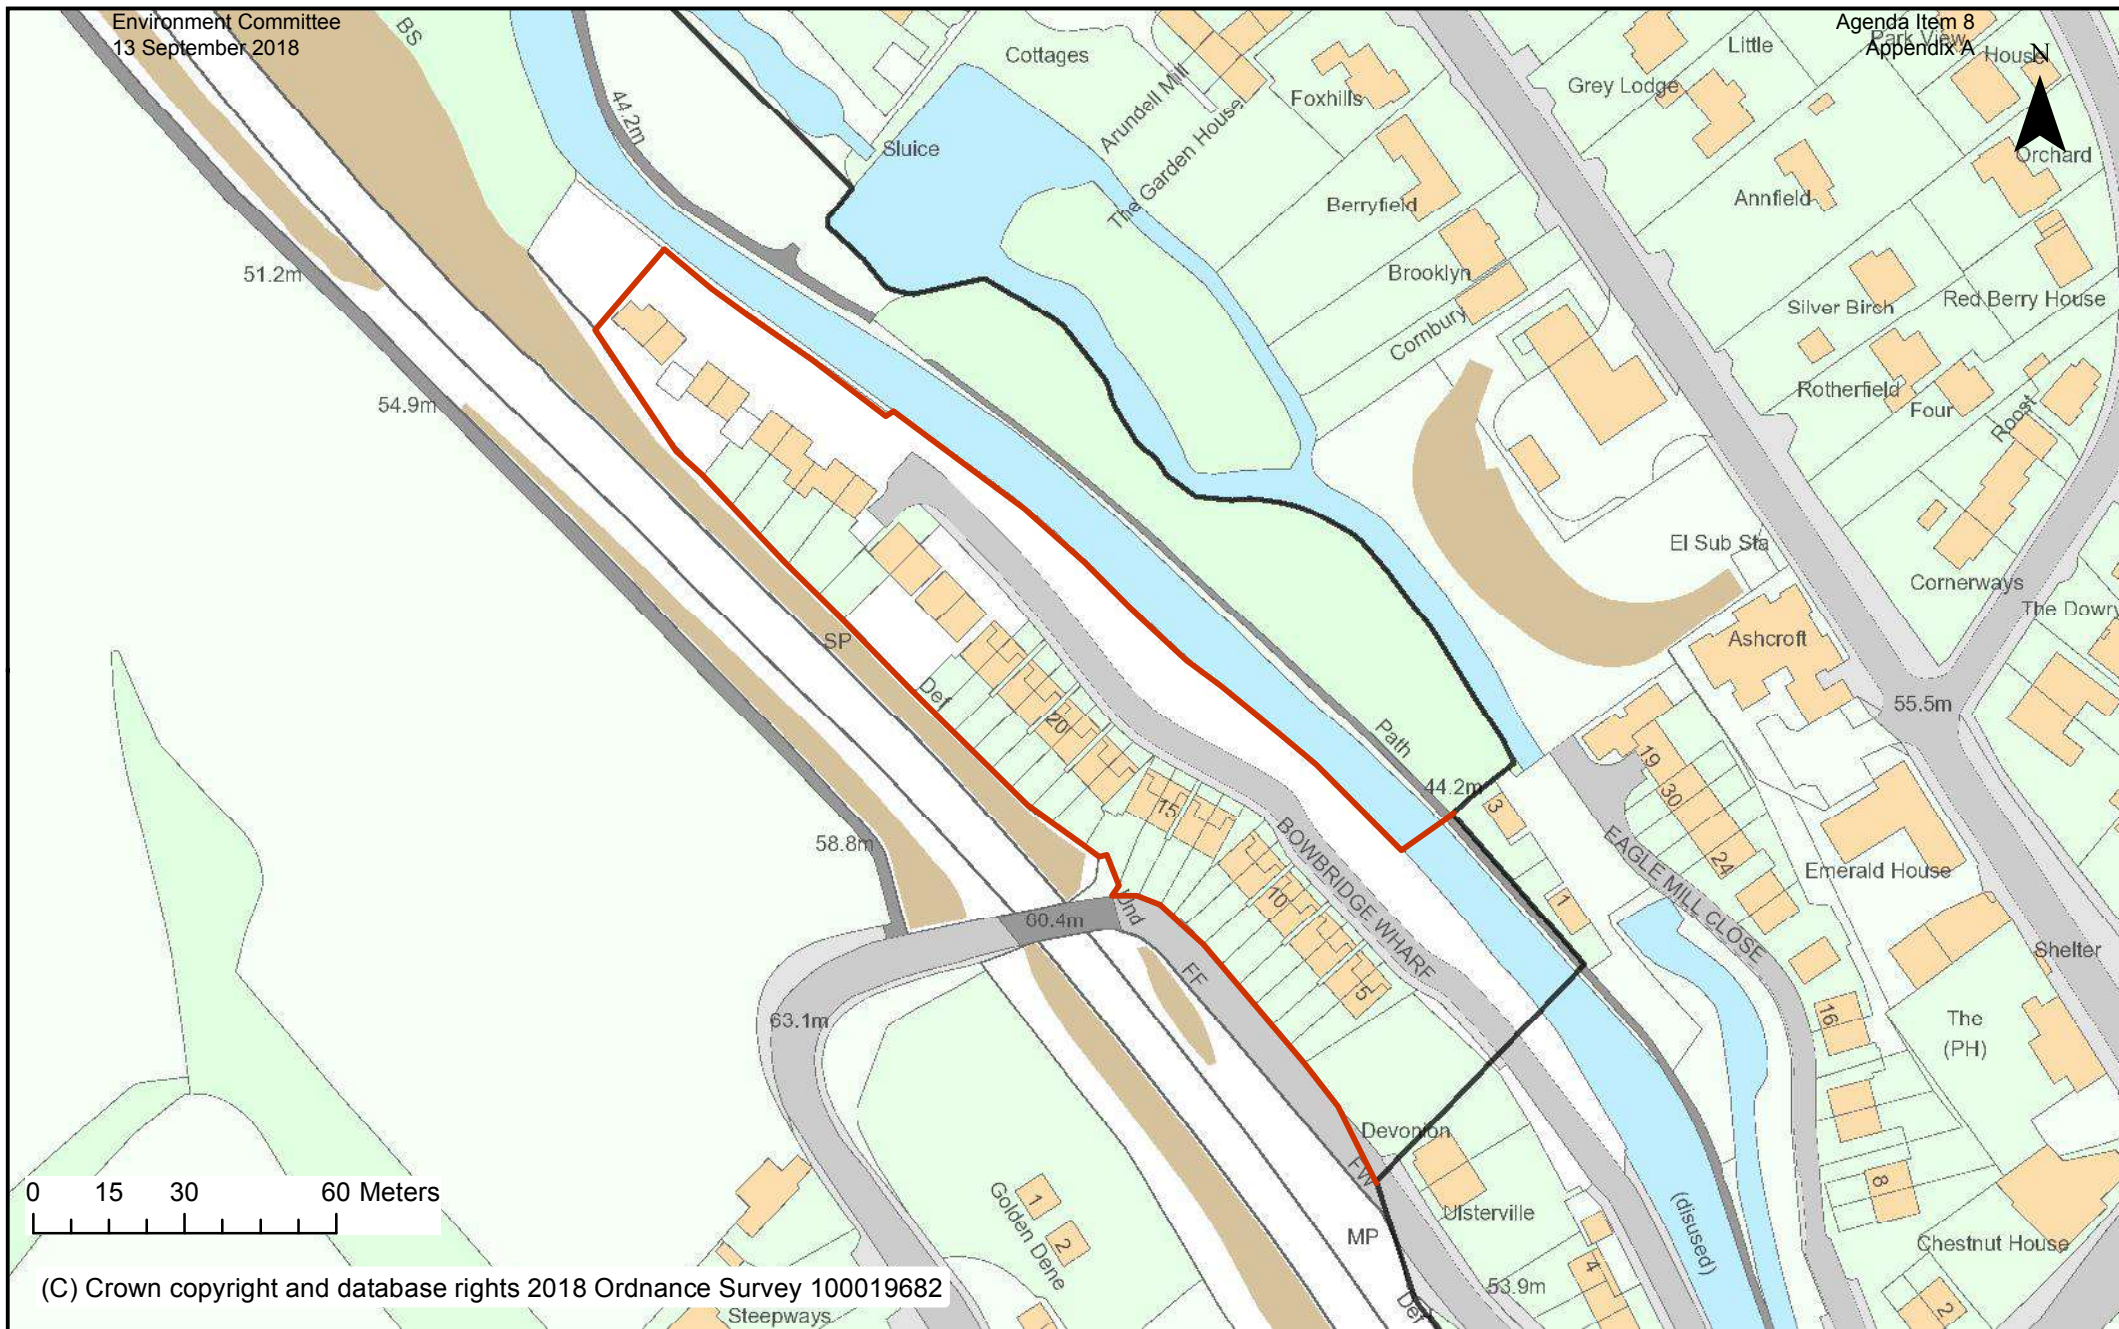 Environment Committee
13 September 2018
Agenda Item 8
Appendix A
N
BS
Cottages
Little
Park View
House
Grey Lodge
Foxhills
Arundell Mill
The Garden House
44.2m
Sluice
Orchard
Annfield
Berryfield
51.2m
Brooklyn
Red Berry House
Silver Birch
Cornbury
54.9m
Rotherfield
Four
Roost
El Sub Sta
Cornerways
The Dowry
SP
Ashcroft
Def
55.5m
20
Path
19
44.2m
30
3
15
BOWBRIDGE WHARF
EAGLE MILL CLOSE
24
58.8m
Emerald House
10
1
Und
60.4m
Shelter
FF
5
63.1m
16
The
(PH)
Devonion
FW
8
0 15 30 60 Meters
Golden Dene
1
2
Ulsterville
(disused)
MP
Chestnut House
4
53.9m
Def
2
(C) Crown copyright and database rights 2018 Ordnance Survey 100019682
Steepways